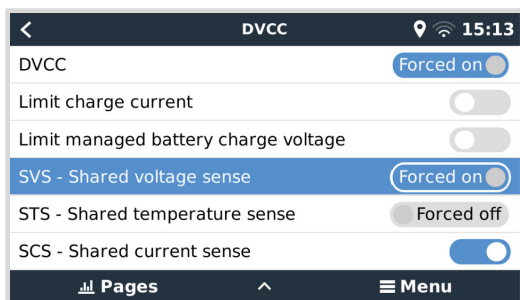 DVCC 15:13
DVCC Forced on
Limit charge current
Limit managed battery charge voltage
SVS - Shared voltage sense Forced on
STS - Shared temperature sense Forced off
SCS - Shared current sense
Pages Menu